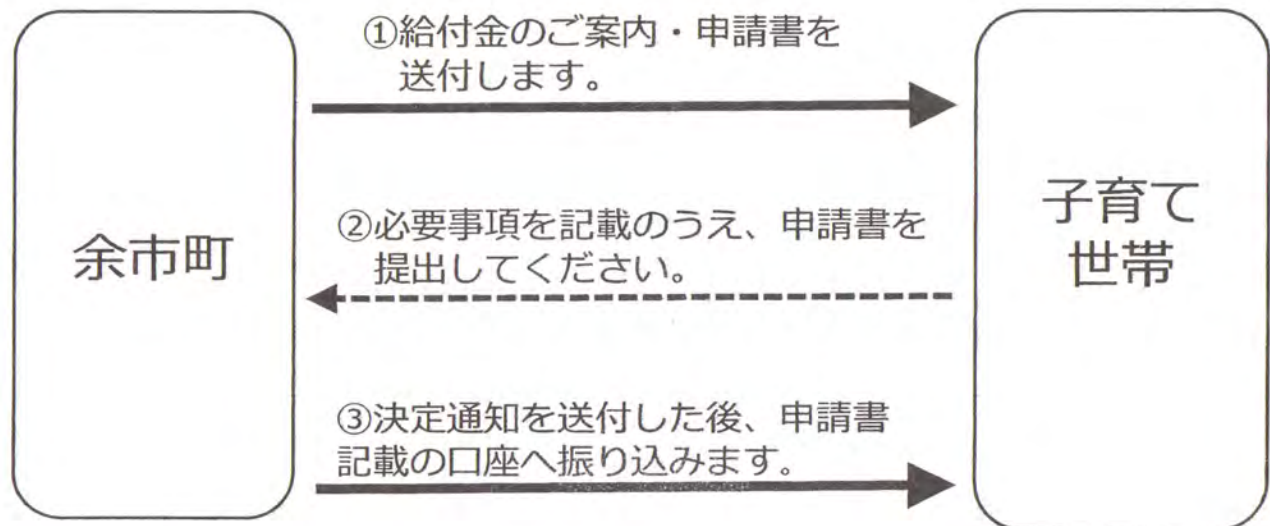 ①給付金のご案内・申請書を
送付します。
余市町
②必要事項を記載のうえ、申請書を
提出してください。
子育て
世帯
③決定通知を送付した後、申請書
記載の口座へ振り込みます。